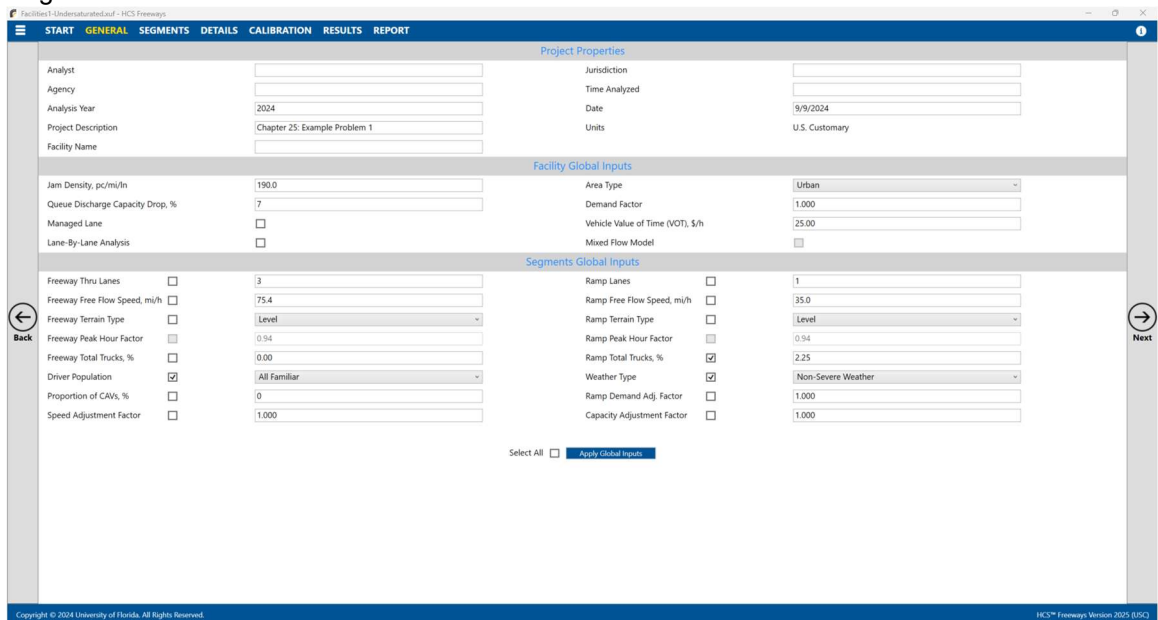 Facilities1-Undersaturated.xuf - HCS Freeways
START GENERAL SEGMENTS DETAILS CALIBRATION RESULTS REPORT
Project Properties
Analyst Jurisdiction
Agency Time Analyzed
Analysis Year 2024 Date 9/9/2024
Project Description Chapter 25: Example Problem 1 Units U.S. Customary
Facility Name
Facility Global Inputs
Jam Density, pc/mi/ln 190.0 Area Type Urban
Queue Discharge Capacity Drop, % 7 Demand Factor 1.000
Managed Lane Vehicle Value of Time (VOT), $/h 25.00
Lane-By-Lane Analysis Mixed Flow Model
Segments Global Inputs
Freeway Thru Lanes 3 Ramp Lanes 1
Freeway Free Flow Speed, mi/h 75.4 Ramp Free Flow Speed, mi/h 35.0
Freeway Terrain Type Level Ramp Terrain Type Level
Back Freeway Peak Hour Factor 0.94 Ramp Peak Hour Factor 0.94 Next
Freeway Total Trucks, % 0.00 Ramp Total Trucks, % 2.25
Driver Population All Familiar Weather Type Non-Severe Weather
Proportion of CAVs, % 0 Ramp Demand Adj. Factor 1.000
Speed Adjustment Factor 1.000 Capacity Adjustment Factor 1.000
Select All Apply Global Inputs
Copyright © 2024 University of Florida. All Rights Reserved. HCS™ Freeways Version 2025 (USC)